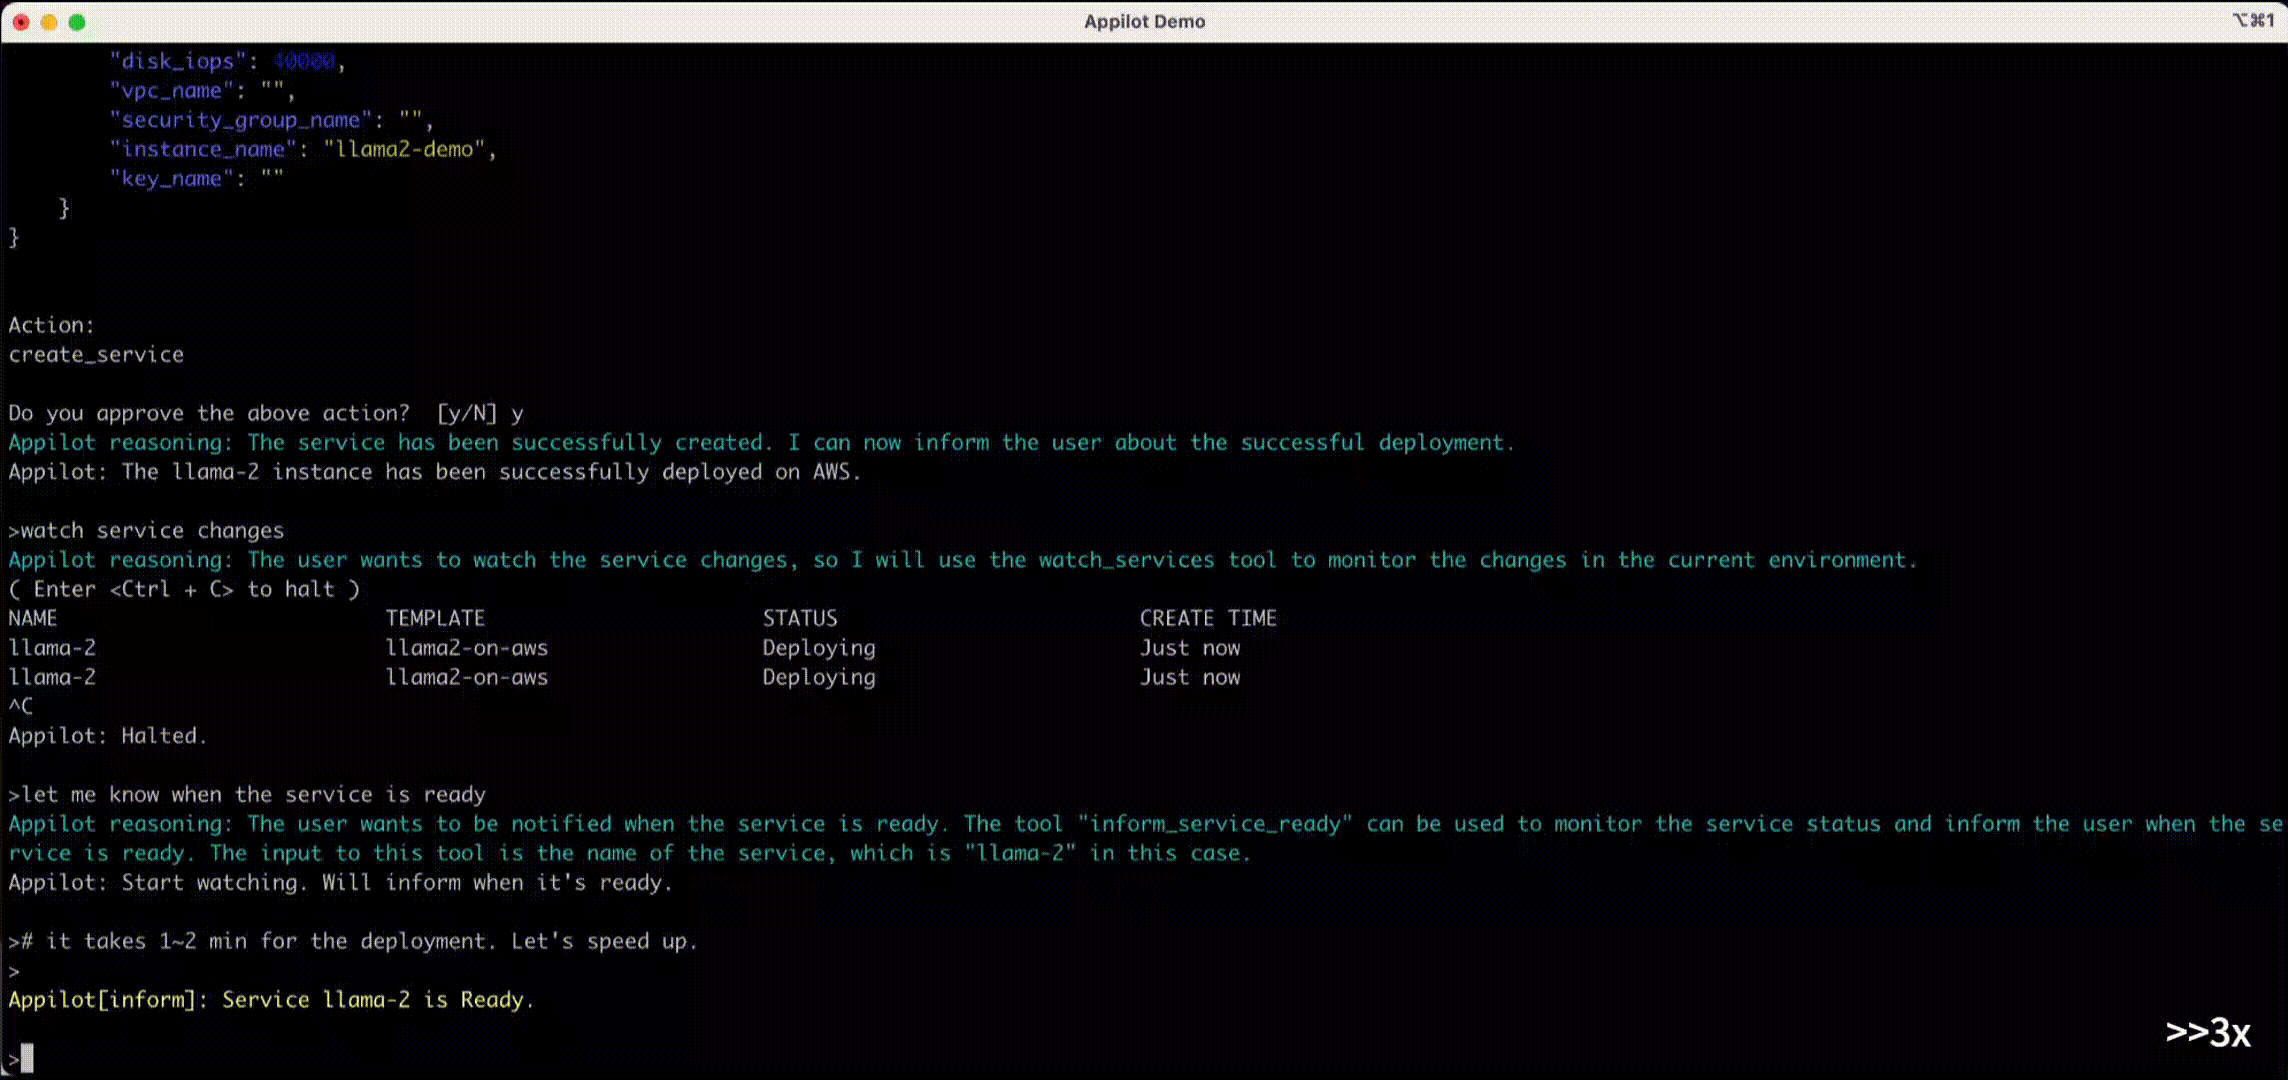 Appilot Demo
⌥⌘1
"disk_iops": 40000,
"vpc_name": "",
"security_group_name": "",
"instance_name": "llama2-demo",
"key_name": ""
}
}
Action:
create_service
Do you approve the above action?  [y/N] y
Appilot reasoning: The service has been successfully created. I can now inform the user about the successful deployment.
Appilot: The llama-2 instance has been successfully deployed on AWS.
>watch service changes
Appilot reasoning: The user wants to watch the service changes, so I will use the watch_services tool to monitor the changes in the current environment.
( Enter <Ctrl + C> to halt )
NAME TEMPLATE STATUS CREATE TIME
llama-2 llama2-on-aws Deploying Just now
llama-2 llama2-on-aws Deploying Just now
^C
Appilot: Halted.
>let me know when the service is ready
Appilot reasoning: The user wants to be notified when the service is ready. The tool "inform_service_ready" can be used to monitor the service status and inform the user when the se
rvice is ready. The input to this tool is the name of the service, which is "llama-2" in this case.
Appilot: Start watching. Will inform when it's ready.
># it takes 1~2 min for the deployment. Let's speed up.
>
Appilot[inform]: Service llama-2 is Ready.
>
>>3x